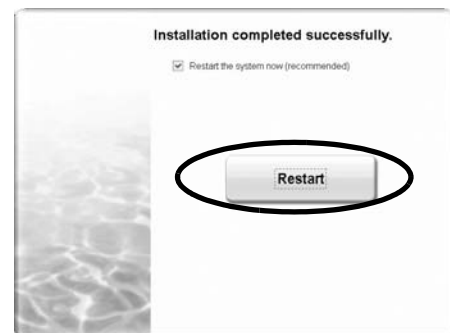 Installation completed successfully.
Restart the system now (recommended)
Restart